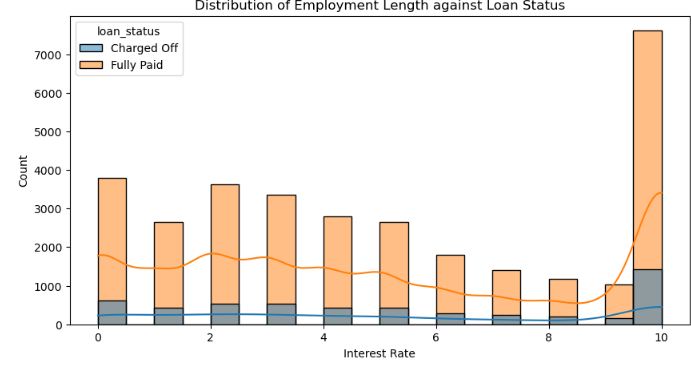 Distribution of Employment Length against Loan Status
loan_status
Charged Off
Fully Paid
7000
6000
5000
4000
3000
2000
1000
0
Count
0 2 4 6 8 10
Interest Rate